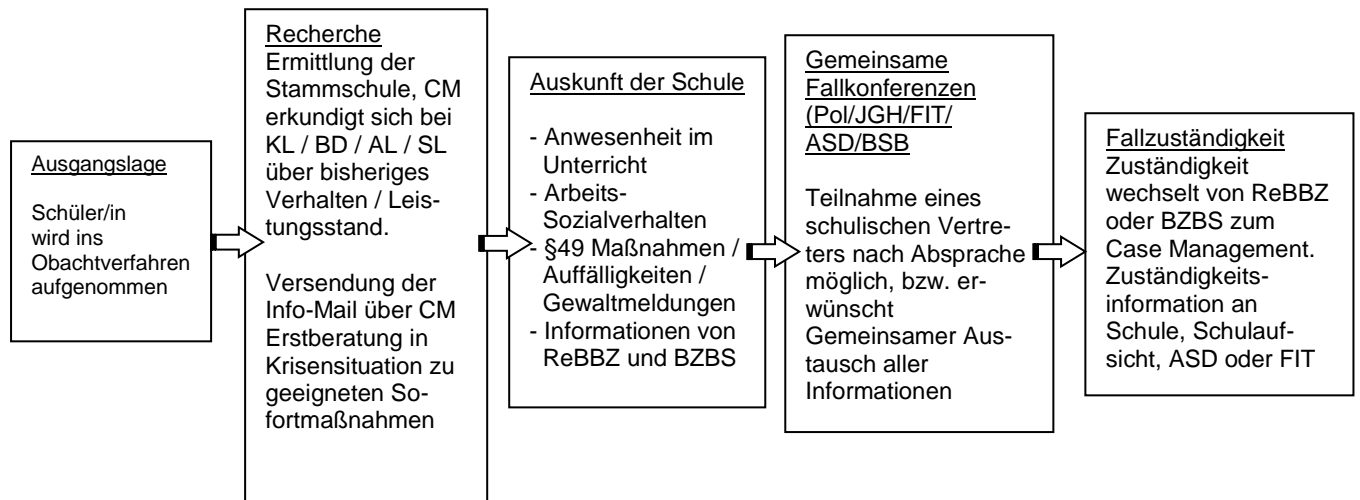 Ausgangslage
Schüler/in
wird ins
Obachtverfahren
aufgenommen
Recherche
Ermittlung der
Stammschule, CM
erkundigt sich bei
KL / BD / AL / SL
über bisheriges
Verhalten / Leis-
tungsstand.
Versendung der
Info-Mail über CM
Erstberatung in
Krisensituation zu
geeigneten So-
fortmaßnahmen
Auskunft der Schule
- Anwesenheit im
Unterricht
- Arbeits-
Sozialverhalten
- §49 Maßnahmen /
Auffälligkeiten /
Gewaltmeldungen
- Informationen von
ReBBZ und BZBS
Gemeinsame
Fallkonferenzen
(Pol/JGH/FIT/
ASD/BSB
Teilnahme eines
schulischen Vertre-
ters nach Absprache
möglich, bzw. er-
wünscht
Gemeinsamer Aus-
tausch aller
Informationen
Fallzuständigkeit
Zuständigkeit
wechselt von ReBBZ
oder BZBS zum
Case Management.
Zuständigkeits-
information an
Schule, Schulauf-
sicht, ASD oder FIT